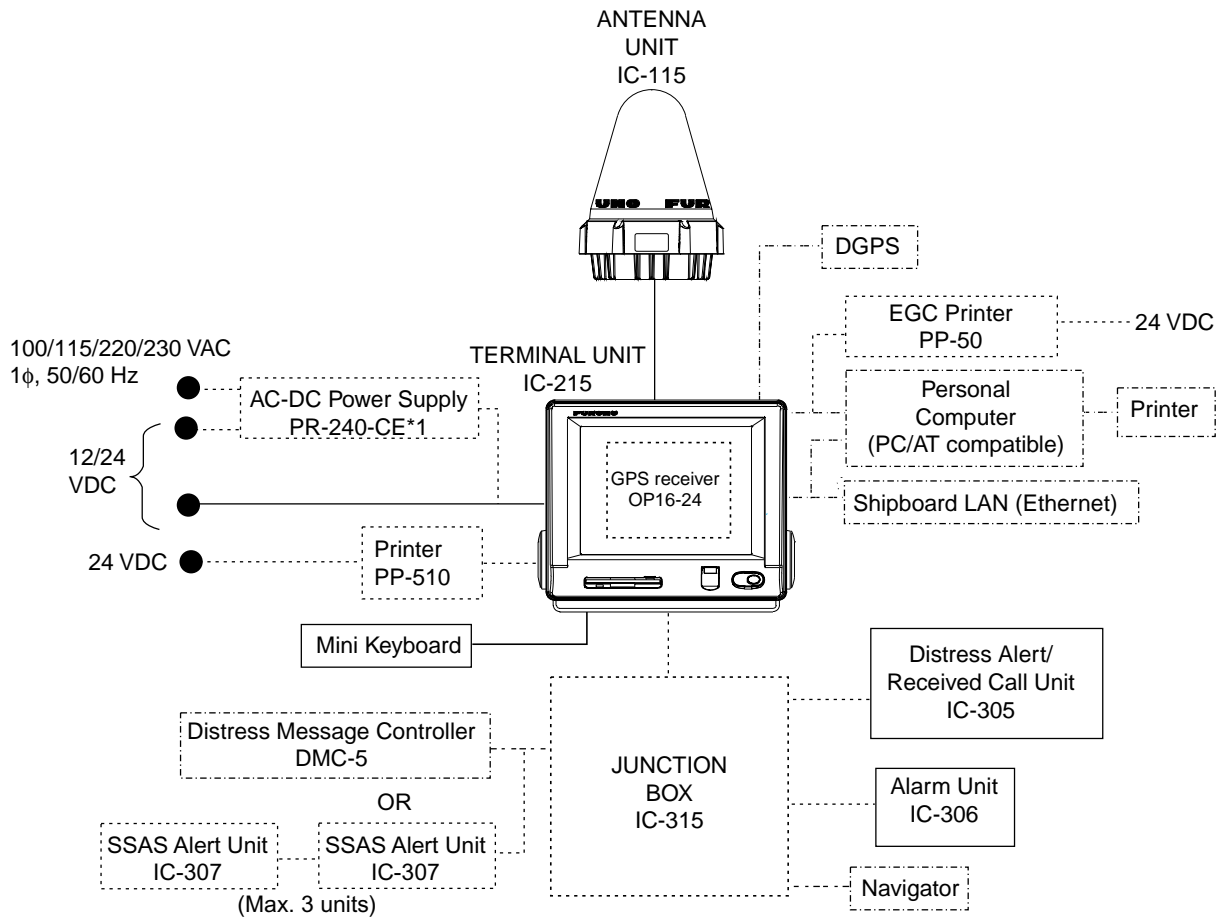 ANTENNA
UNIT
IC-115
UNO FUR
DGPS
EGC Printer
PP-50
24 VDC
100/115/220/230 VAC
1ϕ, 50/60 Hz
TERMINAL UNIT
IC-215
AC-DC Power Supply
PR-240-CE*1
Personal
Computer
(PC/AT compatible)
Printer
FURUNO
12/24
VDC
GPS receiver
OP16-24
Shipboard LAN (Ethernet)
24 VDC
Printer
PP-510
Mini Keyboard
Distress Alert/
Received Call Unit
IC-305
Distress Message Controller
DMC-5
JUNCTION
BOX
IC-315
OR
Alarm Unit
IC-306
SSAS Alert Unit
IC-307
SSAS Alert Unit
IC-307
(Max. 3 units)
Navigator